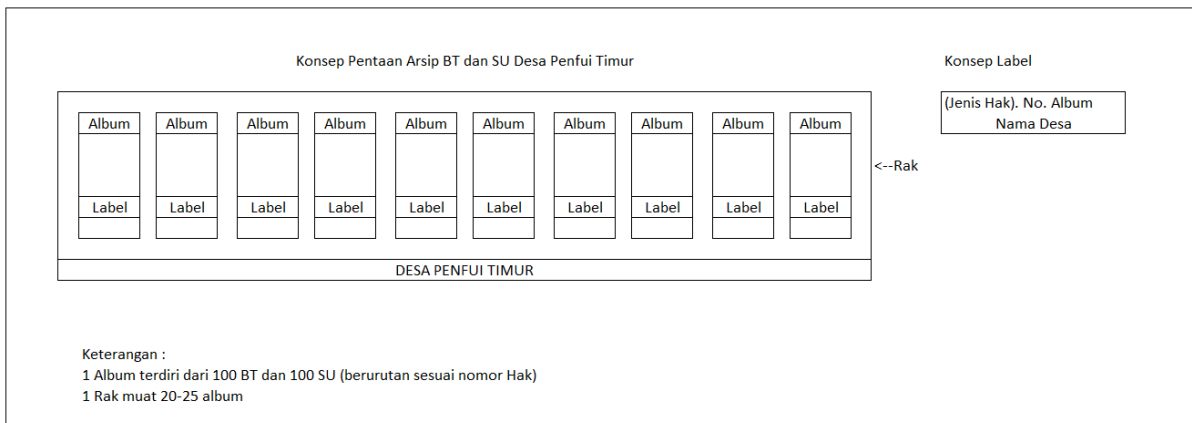 Konsep Pentaan Arsip BT dan SU Desa Penfui Timur
Konsep Label
(Jenis Hak). No. Album
Nama Desa
Album Album Album Album Album Album Album Album Album Album
<--Rak
Label Label Label Label Label Label Label Label Label Label
DESA PENFUI TIMUR
Keterangan :
1 Album terdiri dari 100 BT dan 100 SU (berurutan sesuai nomor Hak)
1 Rak muat 20-25 album